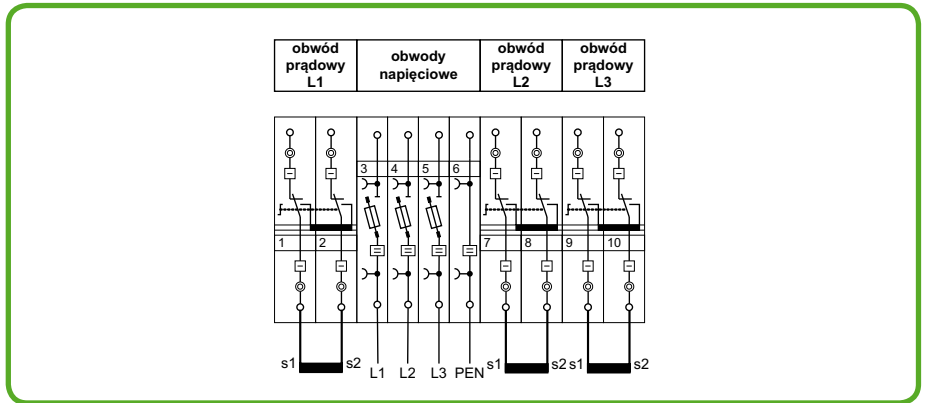 obwód
prądowy
L1
obwody
napięciowe
obwód
prądowy
L2
obwód
prądowy
L3
3 4 5 6
1 2 7 8 9 10
s1 s2 L1 L2 L3 PEN s1 s2 s1 s2